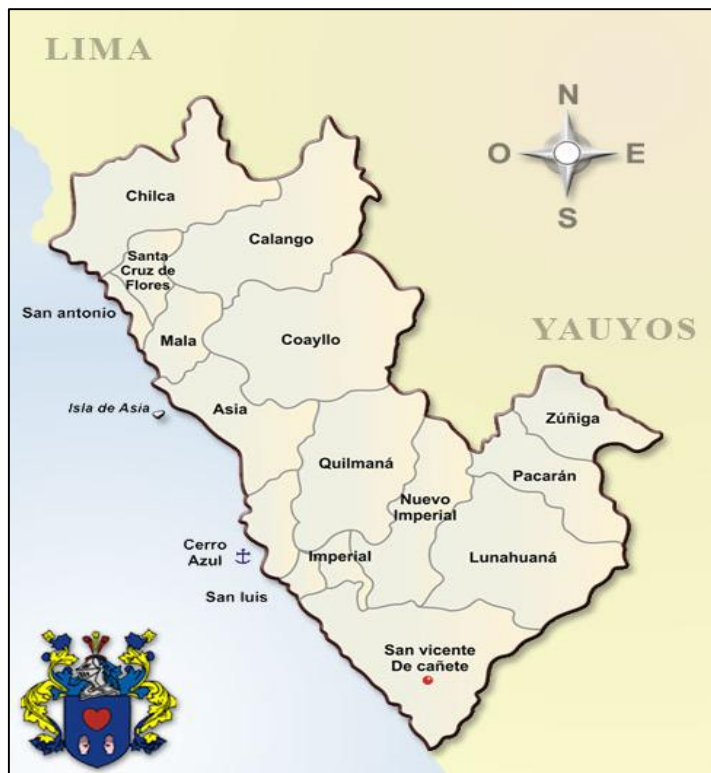 LIMA
N
O
E
S
Chilca
Calango
Santa
Cruz de
Flores
San antonio
Mala
Coayllo
YAUYOS
Isla de Asia
Asia
Zúñiga
Quilmaná
Pacarán
Nuevo
Imperial
Cerro
Azul
Imperial
Lunahuaná
San luis
San vicente
De cañete